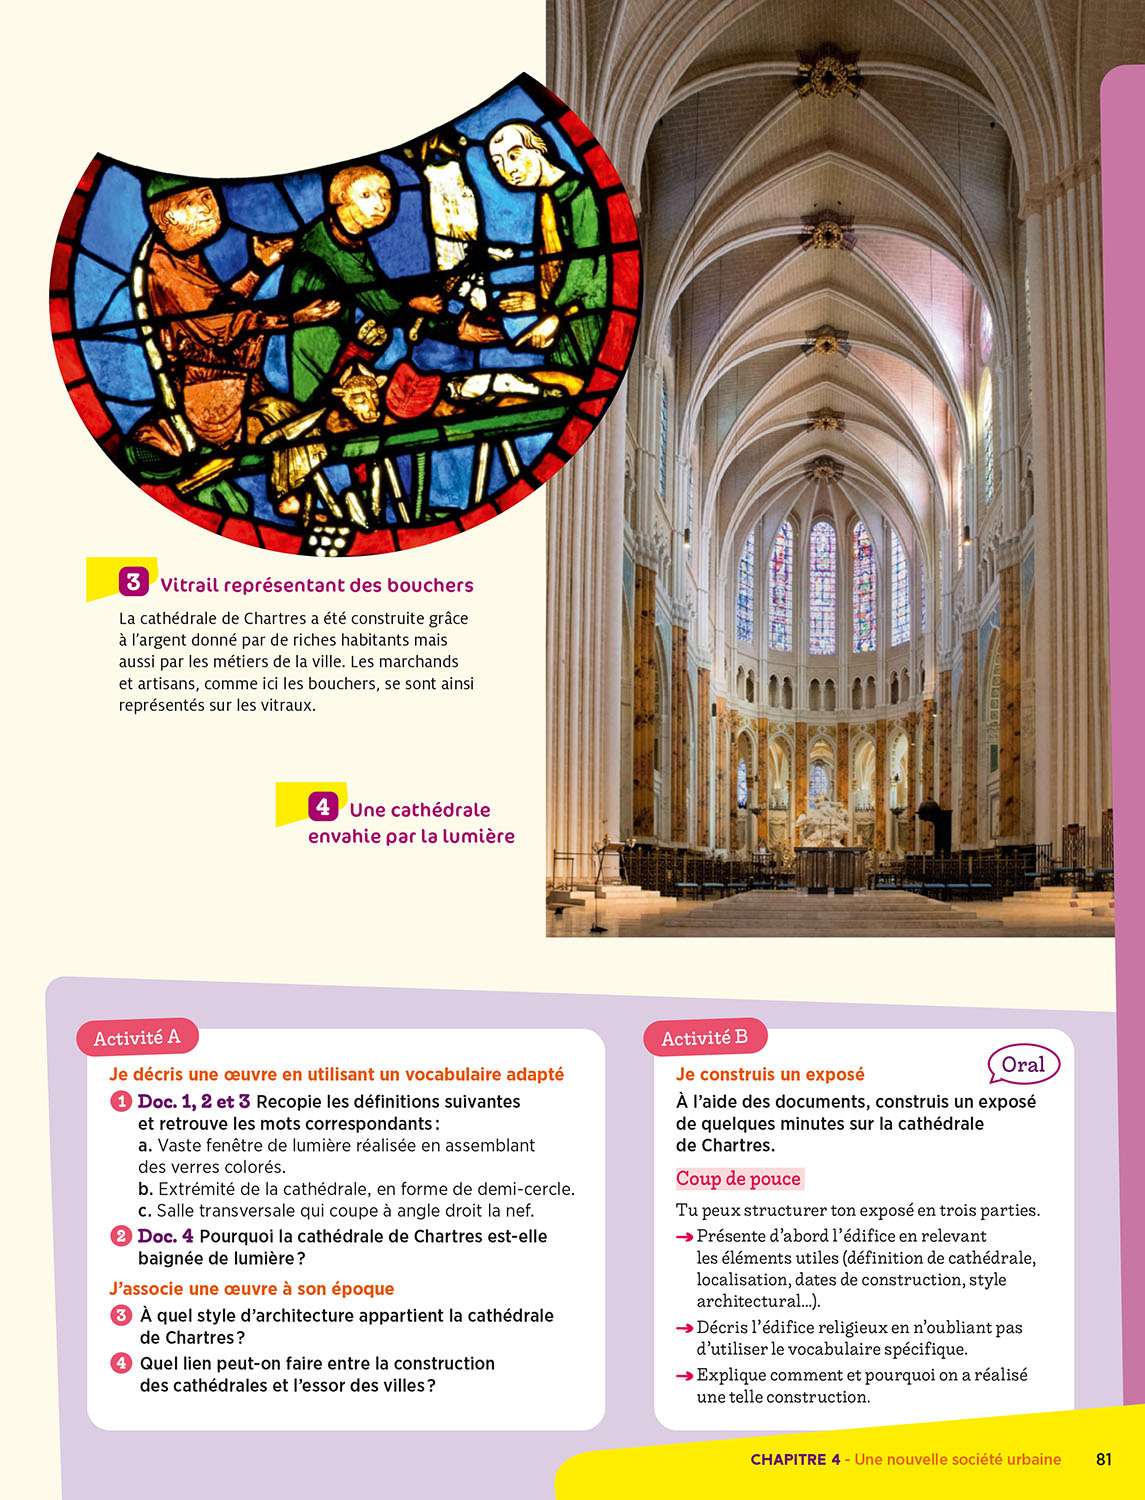 3 Vitrail représentant des bouchers
La cathédrale de Chartres a été construite grâce
à l’argent donné par de riches habitants mais
aussi par les métiers de la ville. Les marchands
et artisans, comme ici les bouchers, se sont ainsi
représentés sur les vitraux.
4 Une cathédrale
envahie par la lumière
Activité A
Je décris une œuvre en utilisant un vocabulaire adapté
1 Doc. 1, 2 et 3 Recopie les définitions suivantes
et retrouve les mots correspondants :
a. Vaste fenêtre de lumière réalisée en assemblant
des verres colorés.
b. Extrémité de la cathédrale, en forme de demi-cercle.
c. Salle transversale qui coupe à angle droit la nef.
2 Doc. 4 Pourquoi la cathédrale de Chartres est-elle
baignée de lumière ?
J’associe une œuvre à son époque
3 À quel style d’architecture appartient la cathédrale
de Chartres ?
4 Quel lien peut-on faire entre la construction
des cathédrales et l’essor des villes ?
Activité B
Oral
Je construis un exposé
À l’aide des documents, construis un exposé
de quelques minutes sur la cathédrale
de Chartres.
Coup de pouce
Tu peux structurer ton exposé en trois parties.
→ Présente d’abord l’édifice en relevant
les éléments utiles (définition de cathédrale,
localisation, dates de construction, style
architectural...).
→ Décris l’édifice religieux en n’oubliant pas
d’utiliser le vocabulaire spécifique.
→ Explique comment et pourquoi on a réalisé
une telle construction.
CHAPITRE 4 - Une nouvelle société urbaine 81